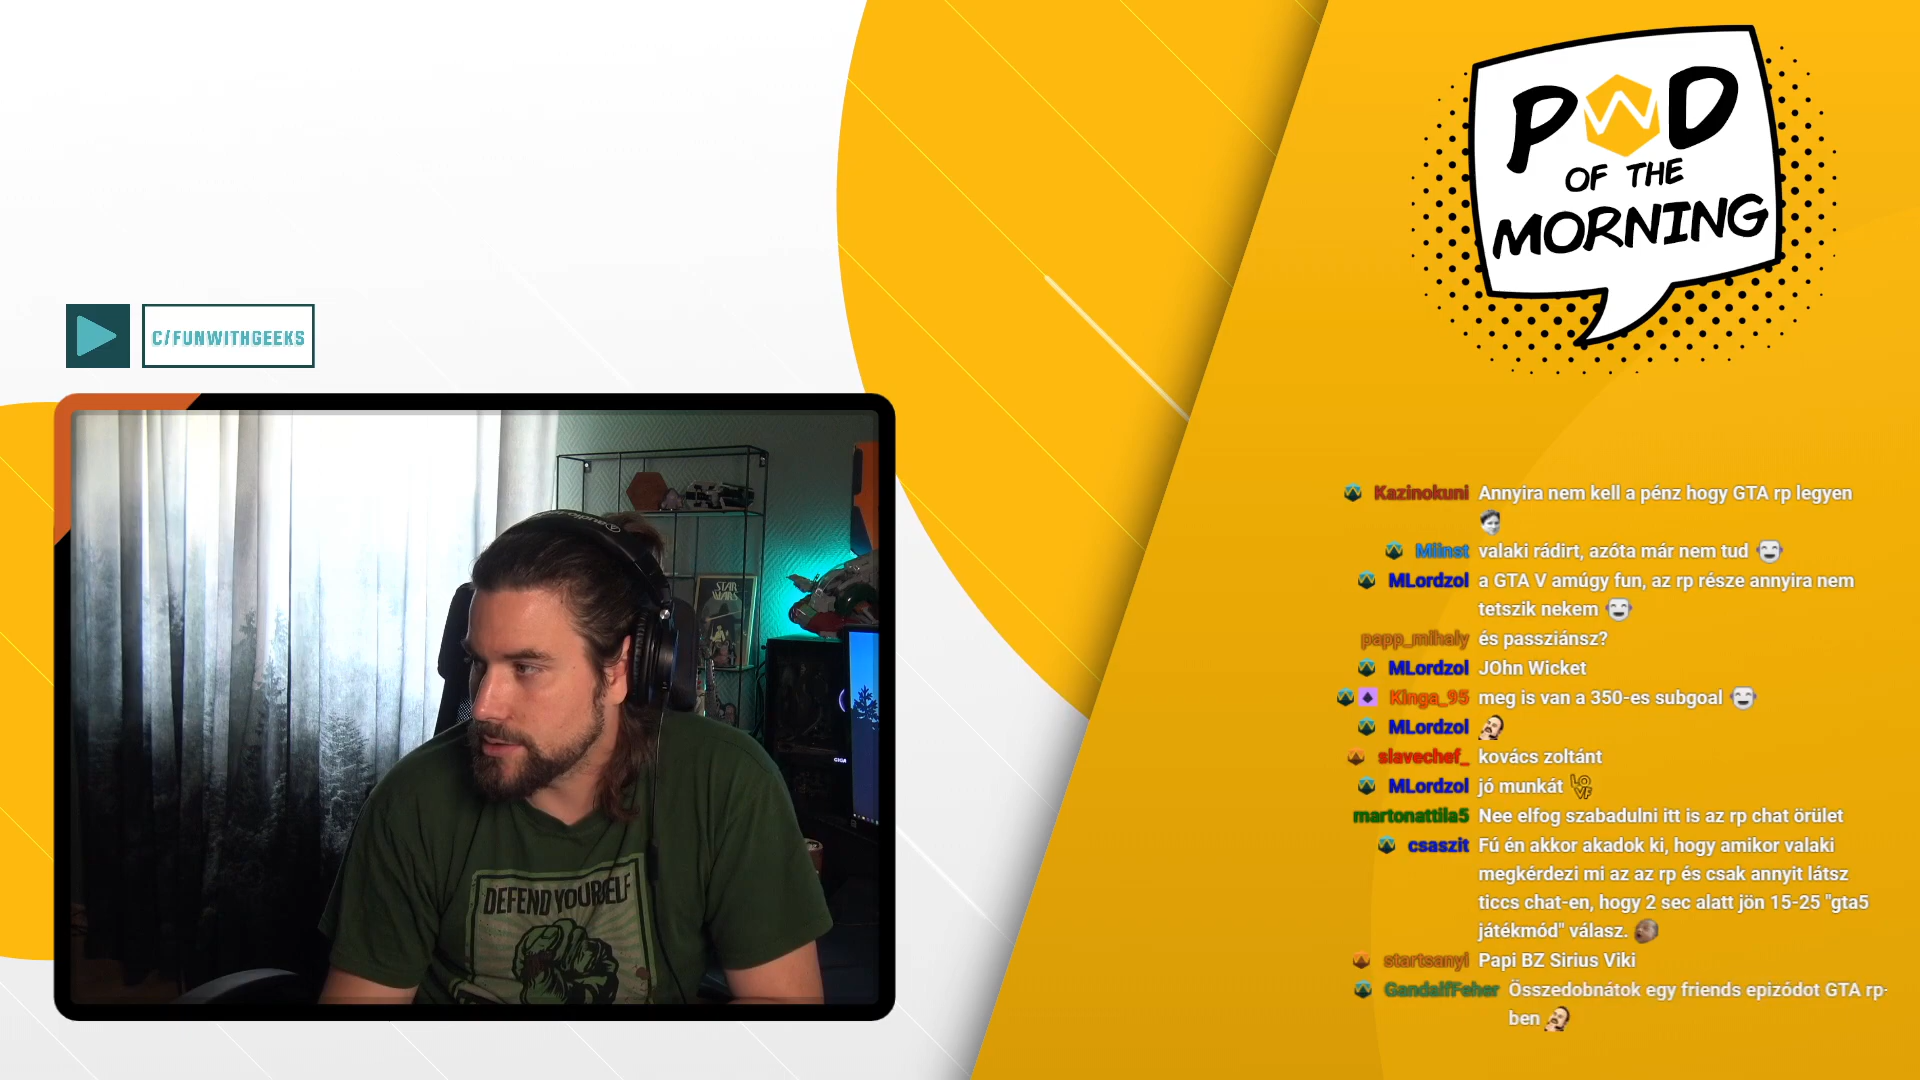 POD
OF THE
MORNING
C/FUNWITHGEEKS
audio-tech
STAR
WARS
DEFEND YOURSELF
Kazinokuni Annyira nem kell a pénz hogy GTA rp legyen
Miinst valaki rádirt, azóta már nem tud
MLordzol a GTA V amúgy fun, az rp része annyira nem
tetszik nekem
papp_mihaly és passziánsz?
MLordzol JOhn Wicket
Kinga_95 meg is van a 350-es subgoal
MLordzol
slavechef_ kovács zoltánt
MLordzol jó munkát
martonattila5 Nee elfog szabadulni itt is az rp chat örület
csaszit Fú én akkor akadok ki, hogy amikor valaki
megkérdezi mi az az rp és csak annyit látsz
ticcs chat-en, hogy 2 sec alatt jön 15-25 "gta5
játékmód" válasz.
startsanyi Papi BZ Sirius Viki
GandalfFeher Összedobnátok egy friends epizódot GTA rp-
ben